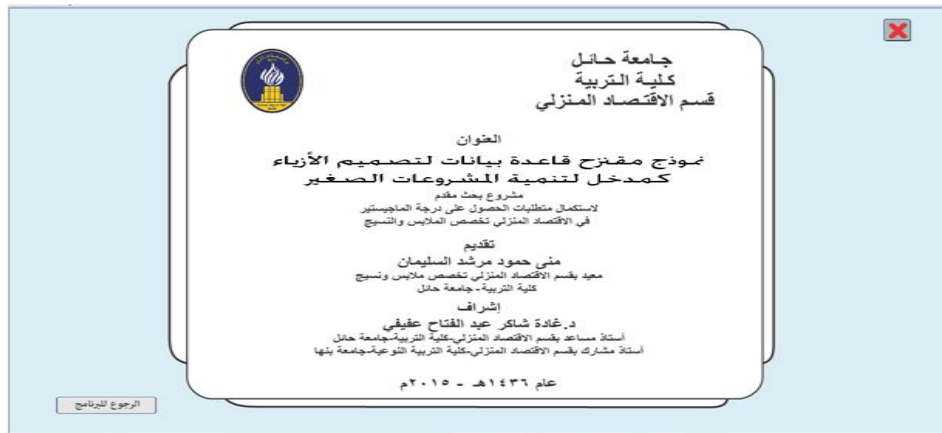 جامعة حائل
كلية التربية
قسم الاقتصاد المنزلي
العنوان
نموذج مقترح قاعدة بيانات لتصميم الأزياء
كمدخل لتنمية المشروعات الصغير
مشروع بحث مقدم
لاستكمال متطلبات الحصول على درجة الماجيستير
في الاقتصاد المنزلي تخصص الملابس والنسيج
تقديم
منى حمود مرشد السليمان
معيد بقسم الاقتصاد المنزلي تخصص ملابس ونسيج
كلية التربية - جامعة حائل
إشراف
د.غادة شاكر عبد الفتاح عفيفي
أستاذ مساعد بقسم الاقتصاد المنزلي-كلية التربية-جامعة حائل
أستاذ مشارك بقسم الاقتصاد المنزلي-كلية التربية النوعية-جامعة بنها
عام ١٤٣٦هـ - ٢٠١٥م
الرجوع للبرنامج